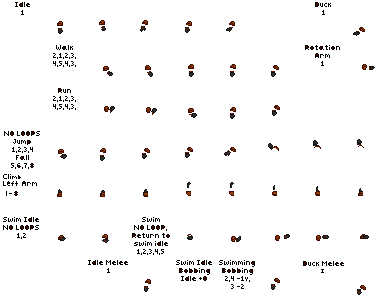 Idle
1
Duck
1
Walk
2,1,2,3,
4,5,4,3,
Rotation
Arm
1
Run
2,1,2,3,
4,5,4,3,
NO LOOPS
Jump
1,2,3,4
Fall
5,6,7,8
Climb
Left Arm
1-8
Swim Idle
NO LOOPS
1,2
Swim
NO LOOP,
Return to
swim idle
1,2,3,4,5
Idle Melee
1
Swim Idle
Bobbing
Idle +0
Swimming
Bobbing
2,4 -1v,
3 -2
Duck Melee
1